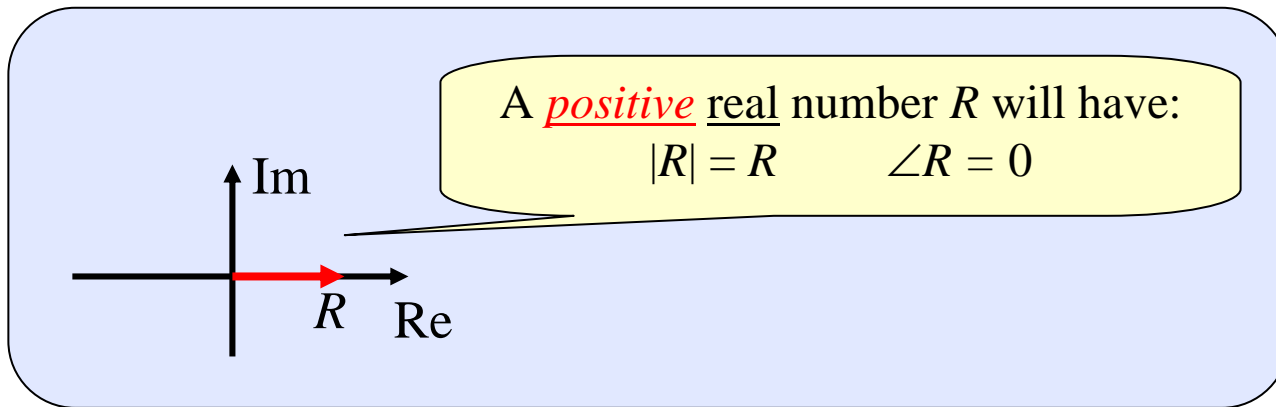 A positive real number R will have:
|R| = R ∠R = 0
Im
R
Re